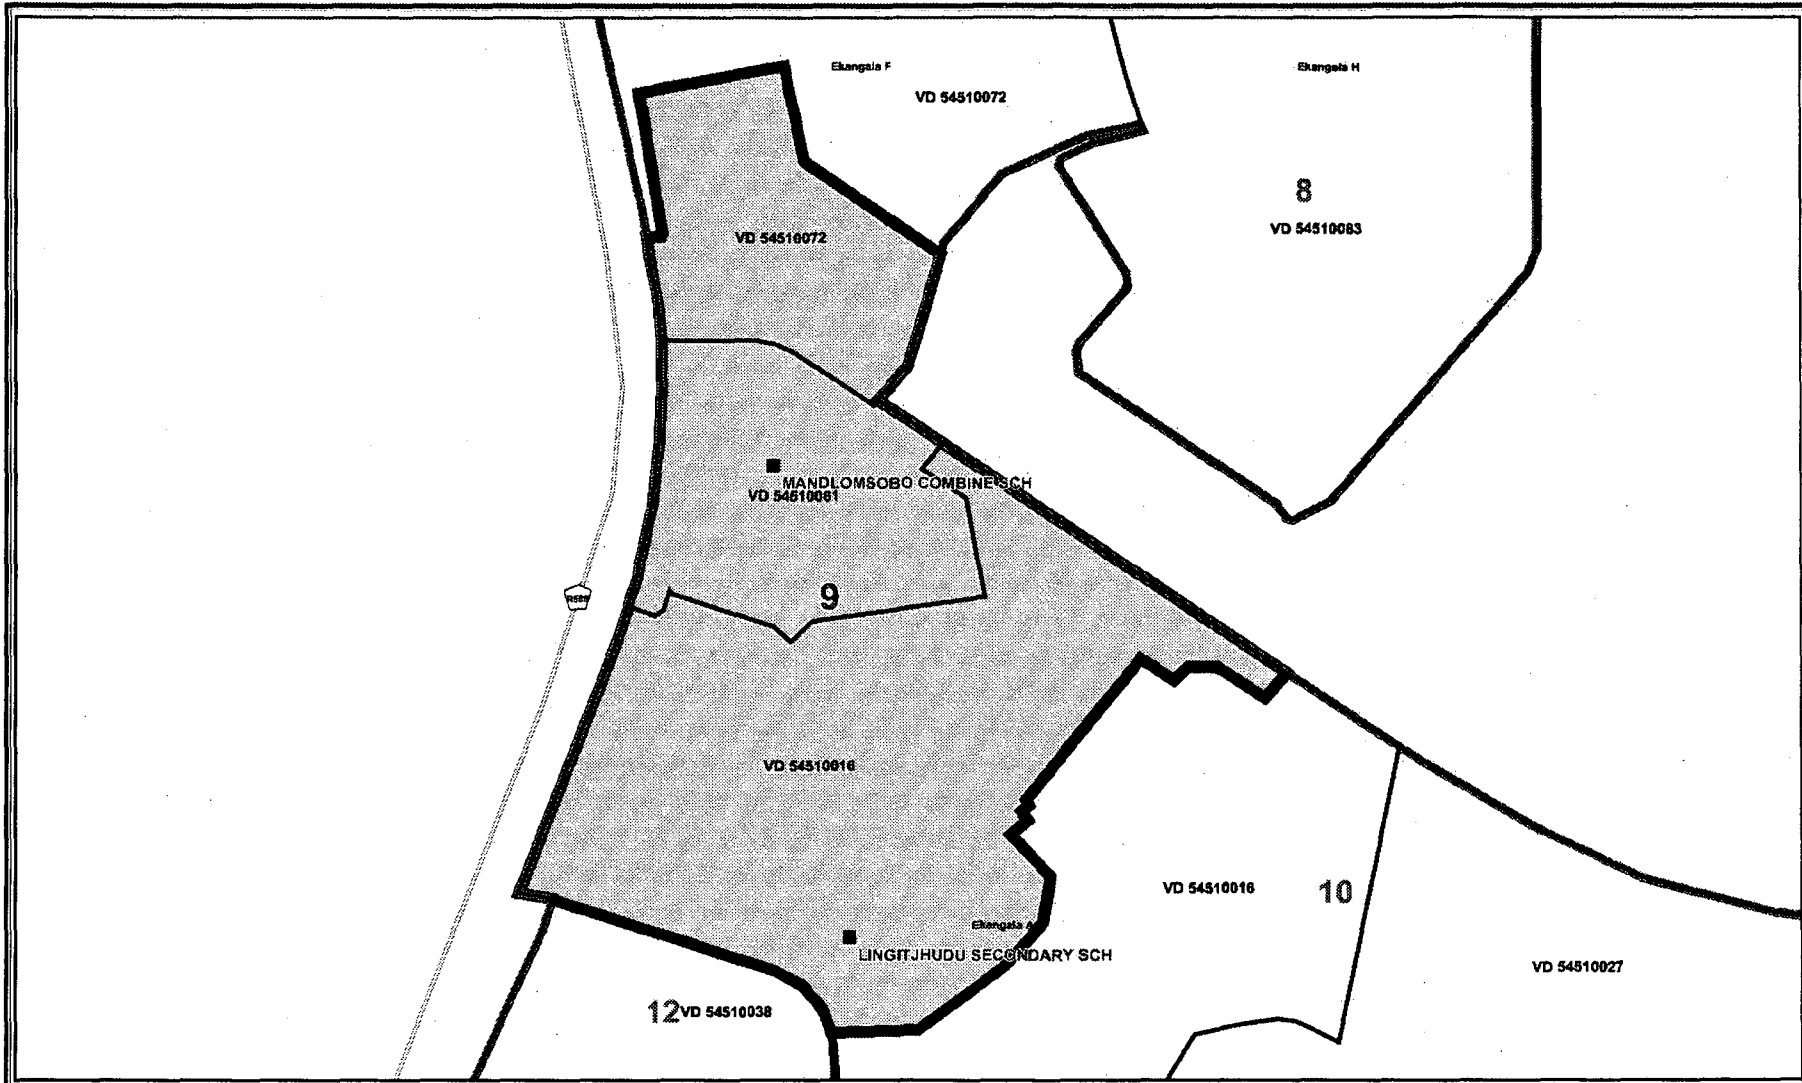 Ekangala F
Ekangala H
VD 54510072
8
VD 54510083
VD 54510072
MANDLOMSOBO COMBINE SCH
VD 54510061
9
R568
VD 54510016
VD 54510016
10
Ekangala A
LINGITJHUDU SECONDARY SCH
VD 54510027
12
VD 54510038